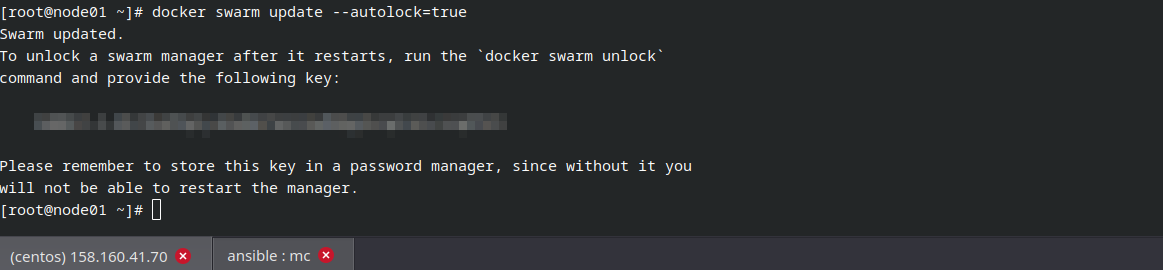 [root@node01 ~]# docker swarm update --autolock=true
Swarm updated.
To unlock a swarm manager after it restarts, run the `docker swarm unlock`
command and provide the following key:
Please remember to store this key in a password manager, since without it you
will not be able to restart the manager.
[root@node01 ~]#
(centos) 158.160.41.70
ansible : mc